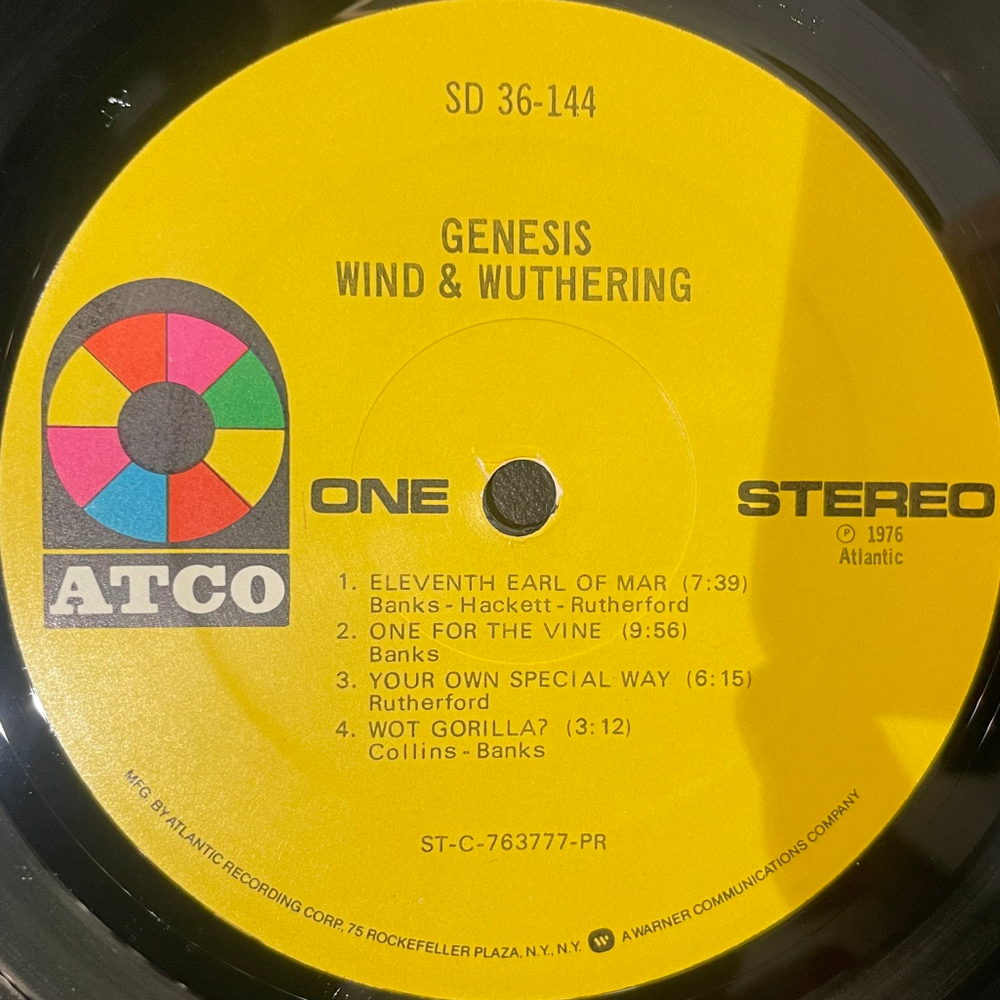 SD 36-144
GENESIS
WIND & WUTHERING
ATCO
ONE
STEREO
Ⓟ 1976
Atlantic
1. ELEVENTH EARL OF MAR (7:39)
Banks - Hackett - Rutherford
2. ONE FOR THE VINE (9:56)
Banks
3. YOUR OWN SPECIAL WAY (6:15)
Rutherford
4. WOT GORILLA? (3:12)
Collins - Banks
ST-C-763777-PR
MFG. BY ATLANTIC RECORDING CORP., 75 ROCKEFELLER PLAZA, N.Y., N.Y. W A WARNER COMMUNICATIONS COMPANY